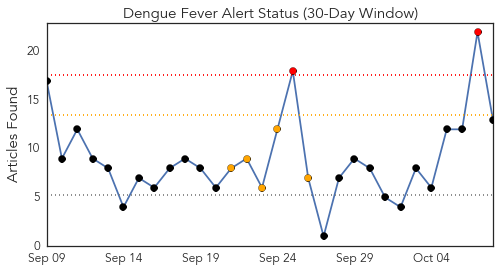 Dengue Fever Alert Status (30-Day Window)
Articles Found
20
15
10
5
0
Sep 09 Sep 14 Sep 19 Sep 24 Sep 29 Oct 04